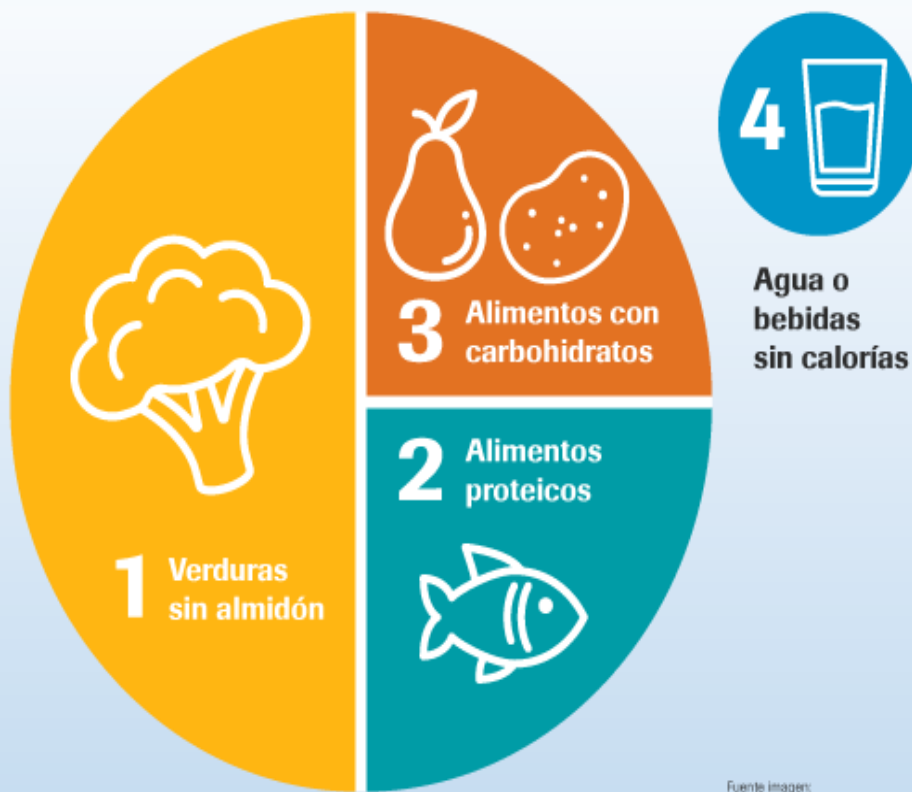 1 Verduras
sin almidón
2 Alimentos
proteicos
3 Alimentos con
carbohidratos
4
Agua o
bebidas
sin calorías
Fuente imagen: